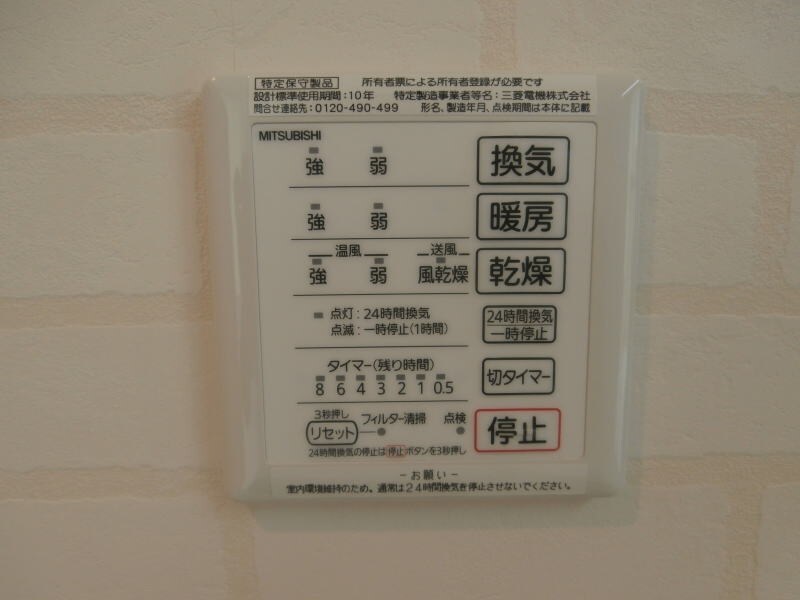 特定保守製品 所有者票による所有者登録が必要です
設計標準使用期間:10年 特定製造事業者等名:三菱電機株式会社
問合せ連絡先:0120-490-499 形名、製造年月、点検期間は本体に記載
MITSUBISHI
強 弱 換気
強 弱 暖房
温風 送風
強 弱 風乾燥 乾燥
点灯:24時間換気
点滅:一時停止(1時間)
24時間換気
一時停止
タイマー(残り時間)
8 6 4 3 2 1 0.5
切タイマー
3秒押し
リセット フィルター清掃 点検
停止
24時間換気の停止は停止ボタンを3秒押し
-お願い-
室内環境維持のため、通常は24時間換気を停止させないでください。